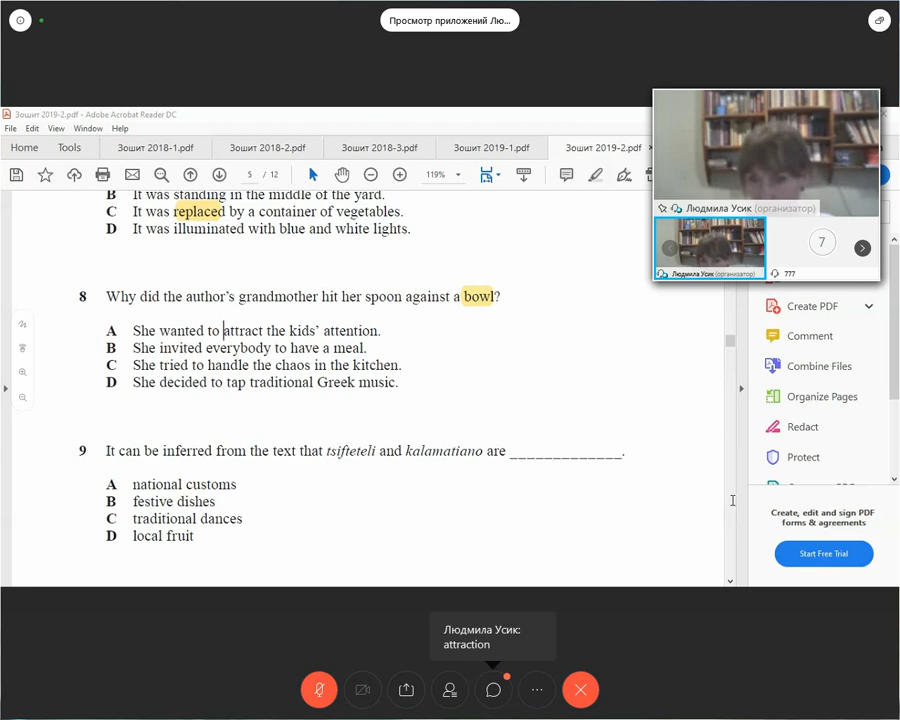 Просмотр приложений Лю...
Зошит 2019-2.pdf - Adobe Acrobat Reader DC
File Edit View Window Help
Home Tools Зошит 2018-1.pdf Зошит 2018-2.pdf Зошит 2018-3.pdf Зошит 2019-1.pdf Зошит 2019-2.pdf
5 / 12 119%
B It was standing in the middle of the yard.
C It was replaced by a container of vegetables.
D It was illuminated with blue and white lights.
8 Why did the author's grandmother hit her spoon against a bowl?
A She wanted to attract the kids' attention.
B She invited everybody to have a meal.
C She tried to handle the chaos in the kitchen.
D She decided to tap traditional Greek music.
9 It can be inferred from the text that tsifteteli and kalamatiano are _____________.
A national customs
B festive dishes
C traditional dances
D local fruit
Людмила Усик (организатор)
Людмила Усик (организатор)
7
777
Create PDF
Comment
Combine Files
Organize Pages
Redact
Protect
Create, edit and sign PDF
forms & agreements
Start Free Trial
Людмила Усик:
attraction